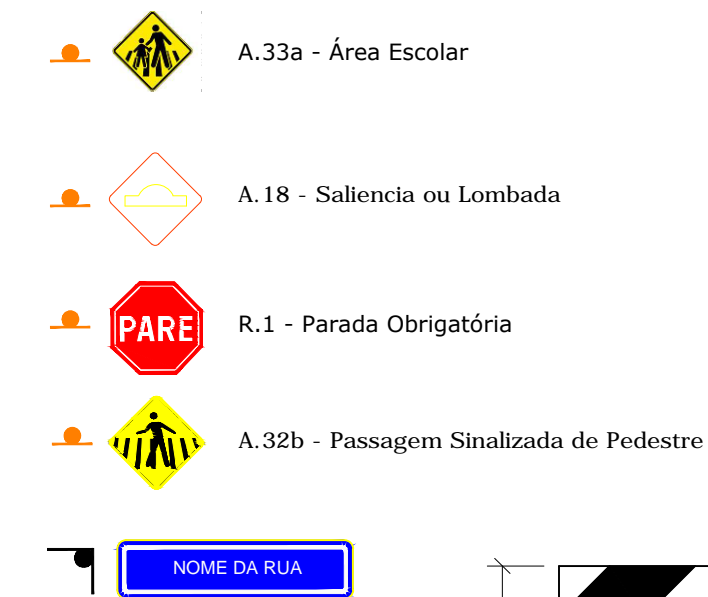 A.33a - Área Escolar
A.18 - Saliencia ou Lombada
PARE
R.1 - Parada Obrigatória
A.32b - Passagem Sinalizada de Pedestre
NOME DA RUA